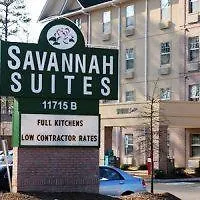 SAVANNAH
SUITES
11715 B
FULL KITCHENS
LOW CONTRACTOR RATES